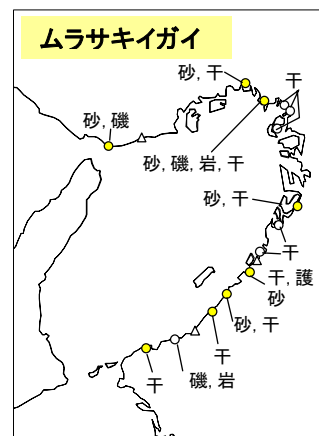 ムラサキイガイ
砂, 干
干
砂, 磯
砂, 磯, 岩, 干
砂, 干
干
干
干, 護
砂
砂, 干
干
磯, 岩
干